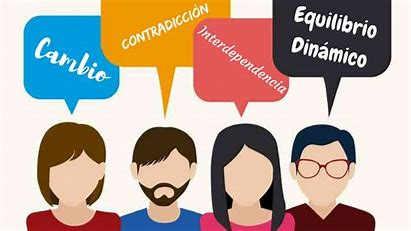 Cambio
CONTRADICCIÓN
Interdependencia
Equilibrio
Dinámico